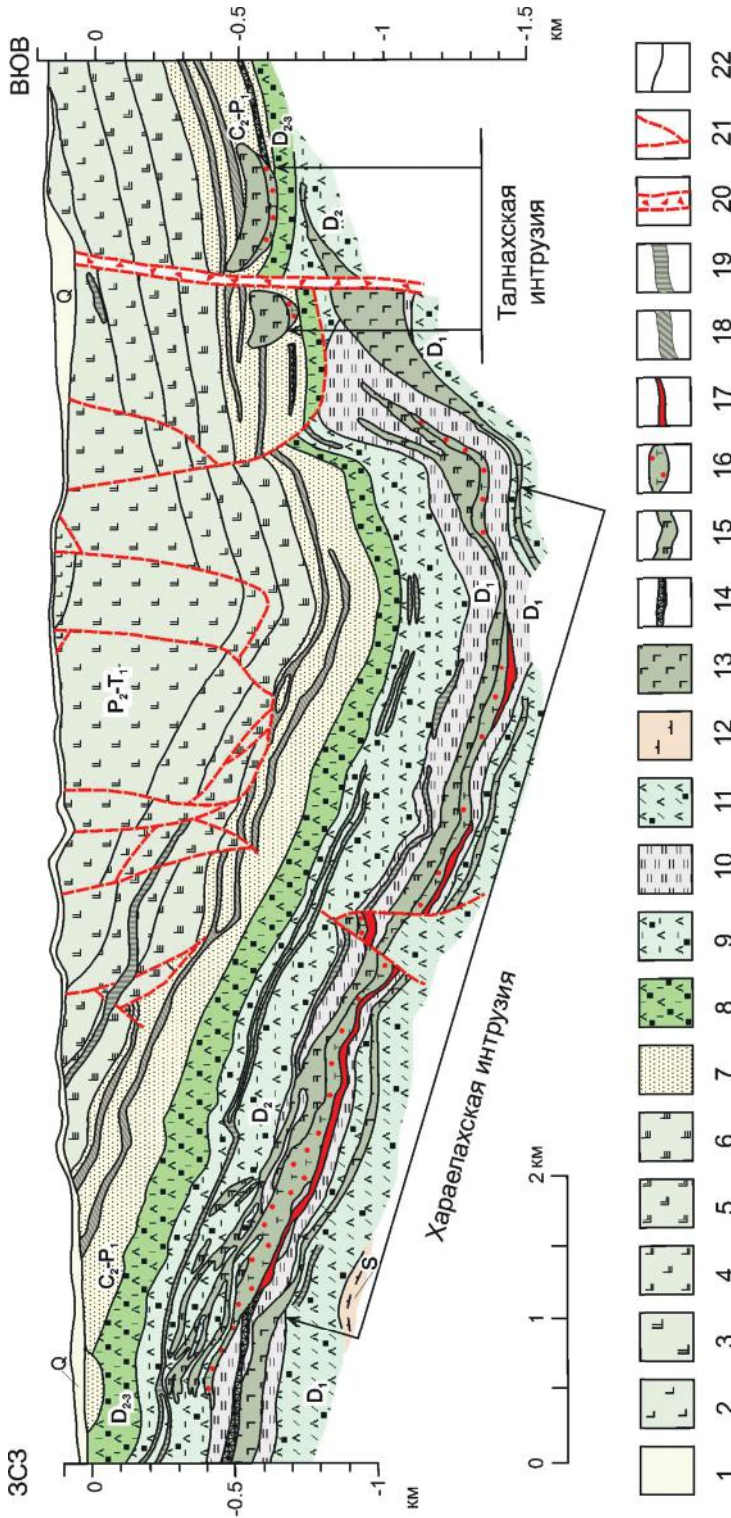 ЗСЗ
ВЮВ
0
-0.5
-1
км
0
-0.5
-1
-1.5
км
Q
Q
P₂-T₁
C₂-P₁
C₂-P₁
D₂₋₃
D₂₋₃
D₂
D₂
D₁
D₁
D₁
D₁
S
Талнахская
интрузия
Хараелахская интрузия
0
1
2 км
1
2
3
4
5
6
7
8
9
10
11
12
13
14
15
16
17
18
19
20
21
22